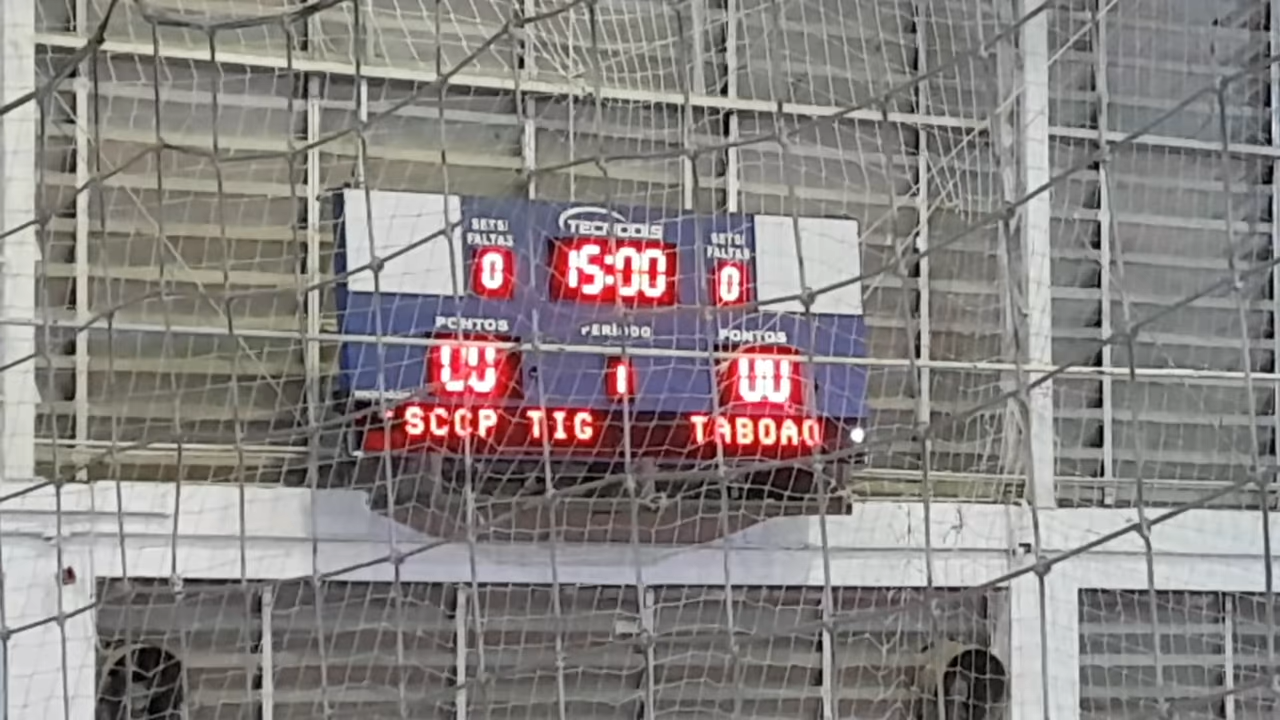 TECNODIS
SETS/ FALTAS
SETS/ FALTAS
0 15:00 0
PONTOS PERÍODO PONTOS
00 1 00
SCCP TIG TABOAO